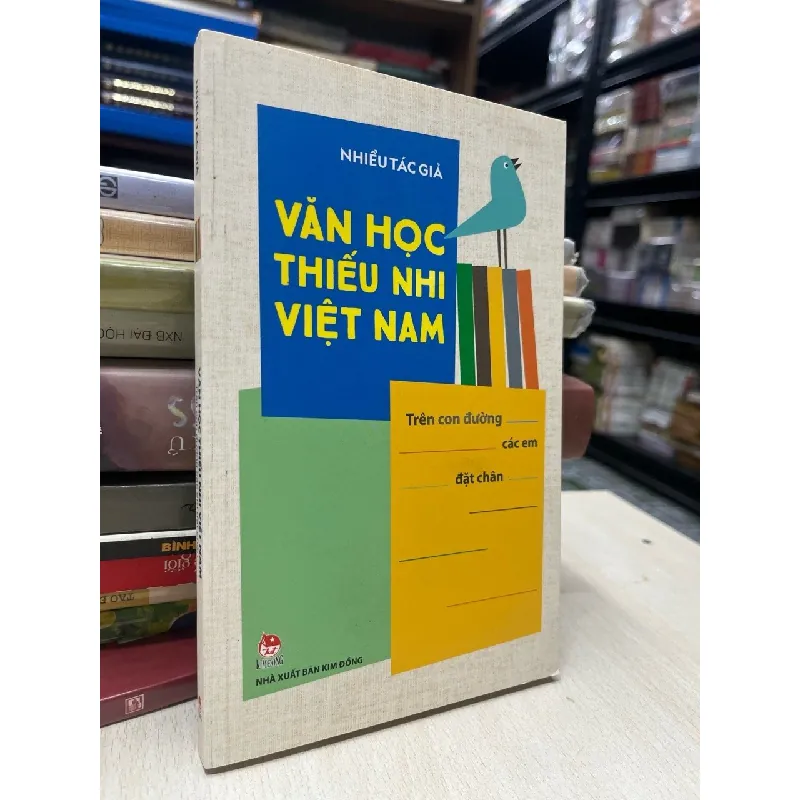 NHIỀU TÁC GIẢ
VĂN HỌC
THIẾU NHI
VIỆT NAM
Trên con đường
các em
đặt chân
NHÀ XUẤT BẢN KIM ĐỒNG
NXB ĐẠI HỌC
BÌNH